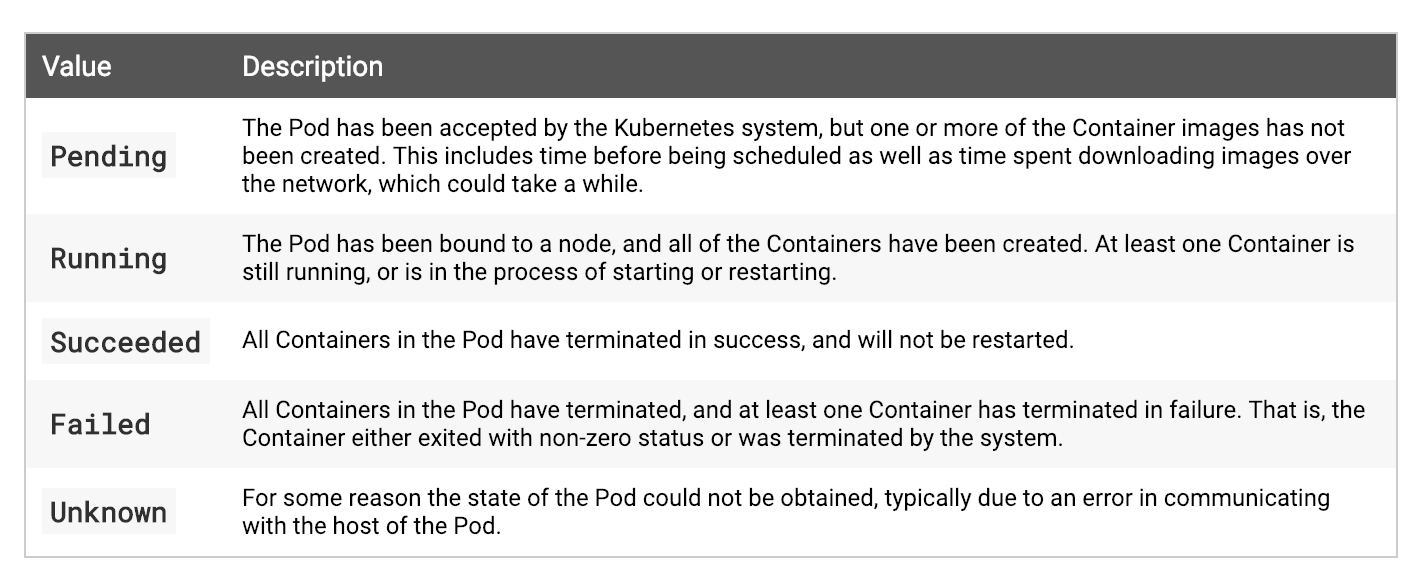 Value Description
Pending
The Pod has been accepted by the Kubernetes system, but one or more of the Container images has not
been created. This includes time before being scheduled as well as time spent downloading images over
the network, which could take a while.
Running
The Pod has been bound to a node, and all of the Containers have been created. At least one Container is
still running, or is in the process of starting or restarting.
Succeeded
All Containers in the Pod have terminated in success, and will not be restarted.
Failed
All Containers in the Pod have terminated, and at least one Container has terminated in failure. That is, the
Container either exited with non-zero status or was terminated by the system.
Unknown
For some reason the state of the Pod could not be obtained, typically due to an error in communicating
with the host of the Pod.